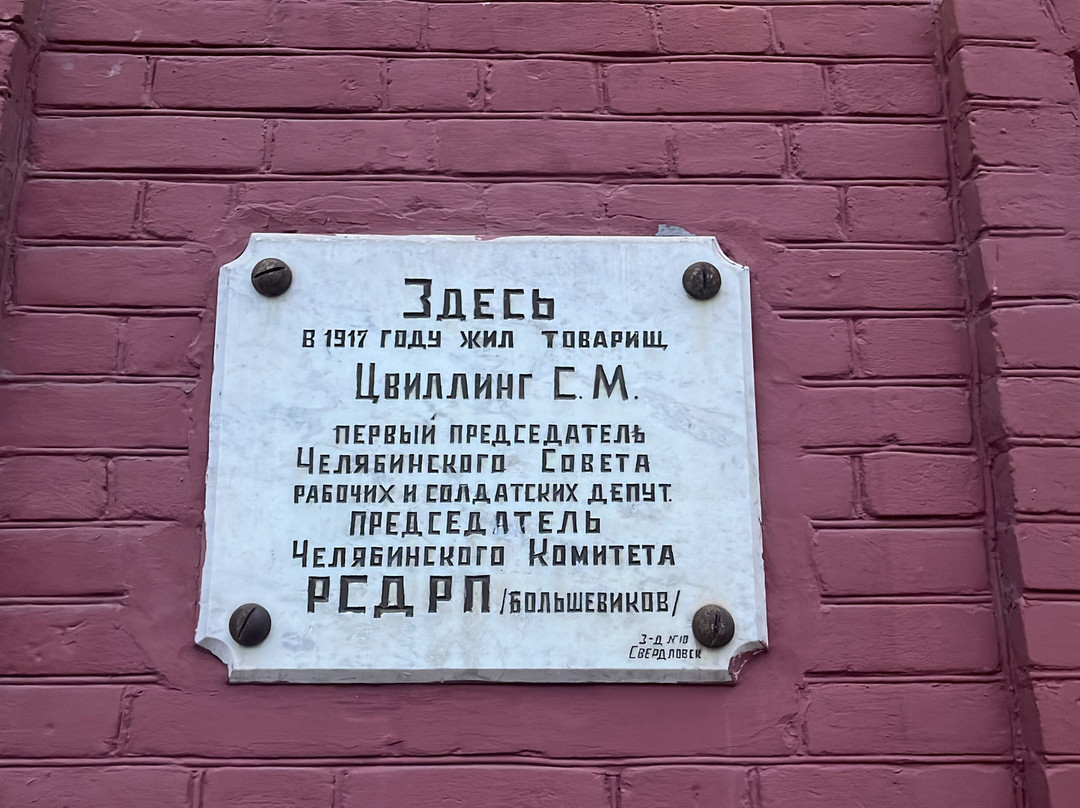 Здесь
в 1917 году жил товарищ
Цвиллинг С. М.
первый председатель
Челябинского Совета
рабочих и солдатских депут.
председатель
Челябинского Комитета
РСДРП /большевиков/
З-д №10
Свердловск